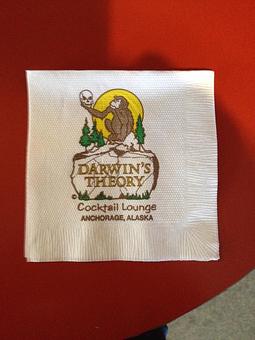 DARWIN'S
THEORY
©
Cocktail Lounge
ANCHORAGE, ALASKA